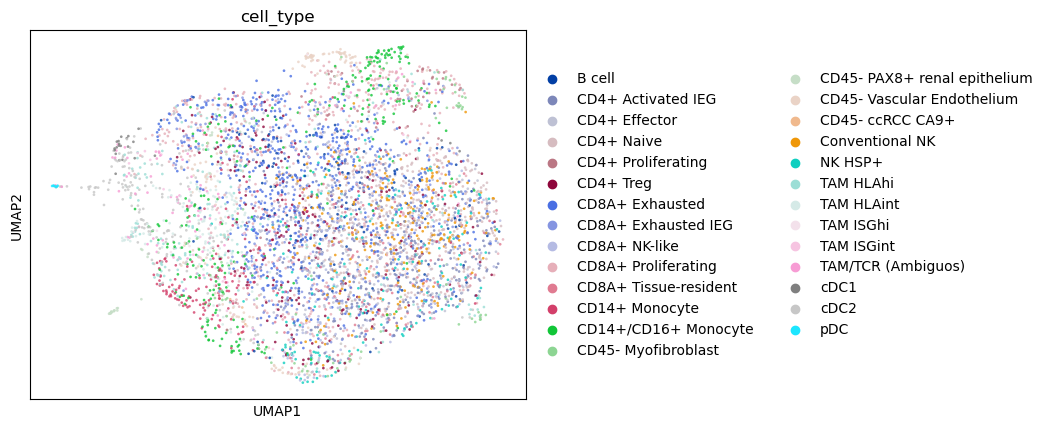 cell_type
UMAP2
UMAP1
B cell
CD4+ Activated IEG
CD4+ Effector
CD4+ Naive
CD4+ Proliferating
CD4+ Treg
CD8A+ Exhausted
CD8A+ Exhausted IEG
CD8A+ NK-like
CD8A+ Proliferating
CD8A+ Tissue-resident
CD14+ Monocyte
CD14+/CD16+ Monocyte
CD45- Myofibroblast
CD45- PAX8+ renal epithelium
CD45- Vascular Endothelium
CD45- ccRCC CA9+
Conventional NK
NK HSP+
TAM HLAhi
TAM HLAint
TAM ISGhi
TAM ISGint
TAM/TCR (Ambiguos)
cDC1
cDC2
pDC